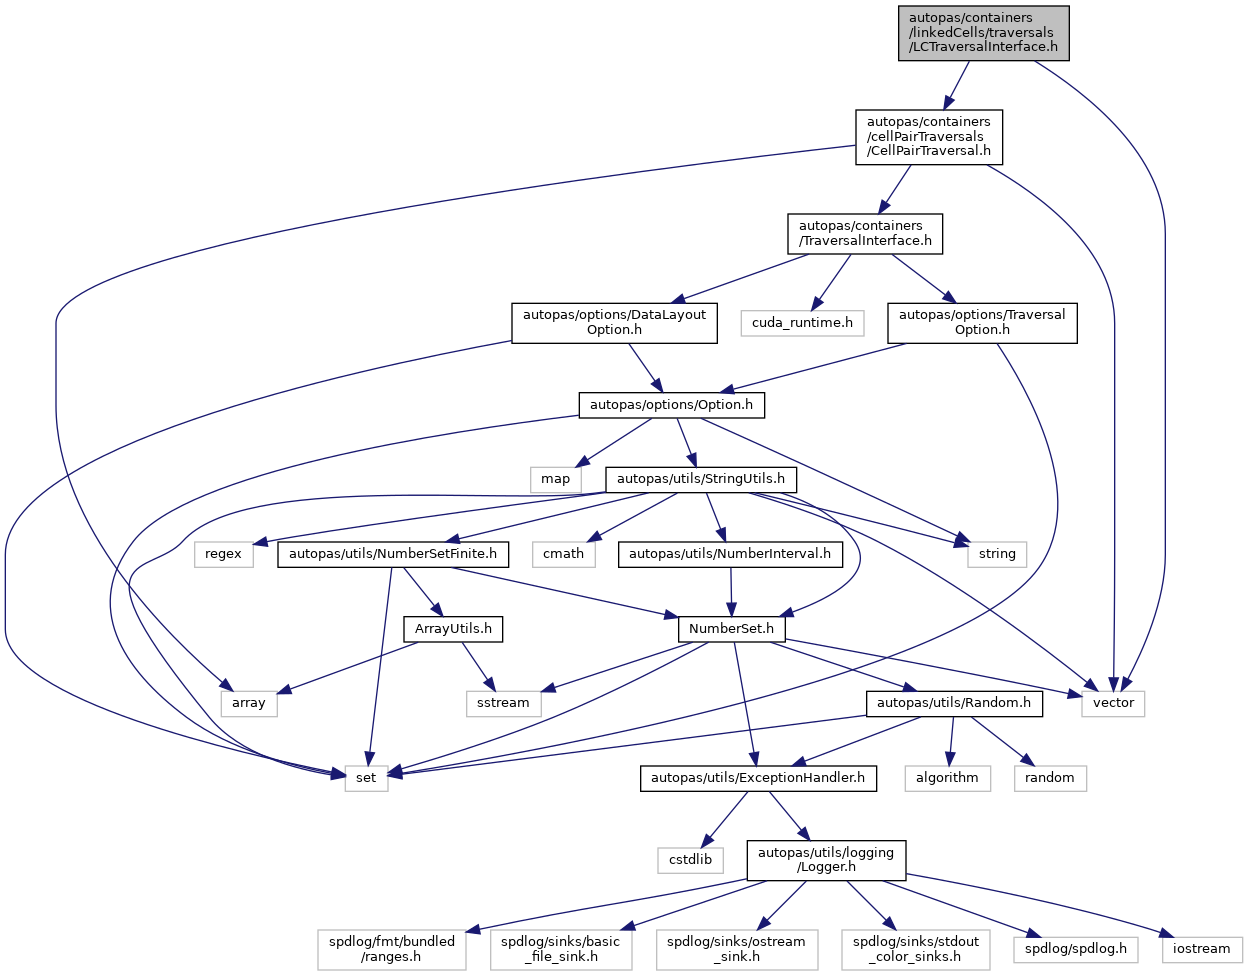 autopas/containers
/linkedCells/traversals
/LCTraversalInterface.h
autopas/containers
/cellPairTraversals
/CellPairTraversal.h
autopas/containers
/TraversalInterface.h
autopas/options/DataLayout
Option.h
cuda_runtime.h
autopas/options/Traversal
Option.h
autopas/options/Option.h
map
autopas/utils/StringUtils.h
regex
autopas/utils/NumberSetFinite.h
cmath
autopas/utils/NumberInterval.h
string
ArrayUtils.h
NumberSet.h
array
sstream
autopas/utils/Random.h
vector
set
autopas/utils/ExceptionHandler.h
algorithm
random
cstdlib
autopas/utils/logging
/Logger.h
spdlog/fmt/bundled
/ranges.h
spdlog/sinks/basic
_file_sink.h
spdlog/sinks/ostream
_sink.h
spdlog/sinks/stdout
_color_sinks.h
spdlog/spdlog.h
iostream